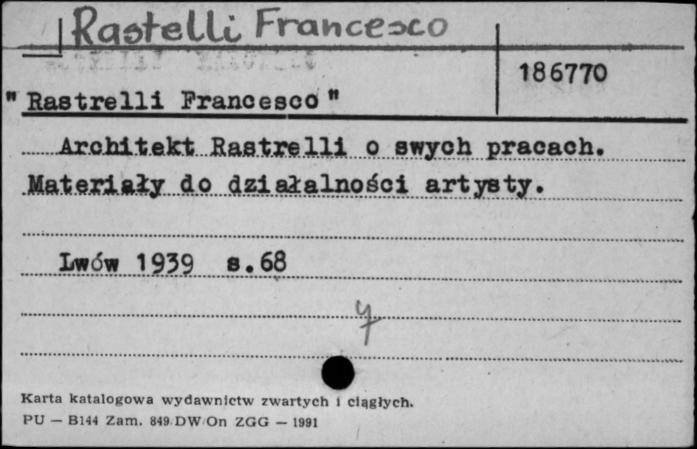 Rastelli Francesco
186770
"Rastrelli Francesco"
Architekt Rastrelli o swych pracach.
Materiały do działalności artysty.
Lwów 1939 s.68
Karta katalogowa wydawnictw zwartych i ciągłych.
PU — B144 Zam. 849 DW/On ZGG — 1991